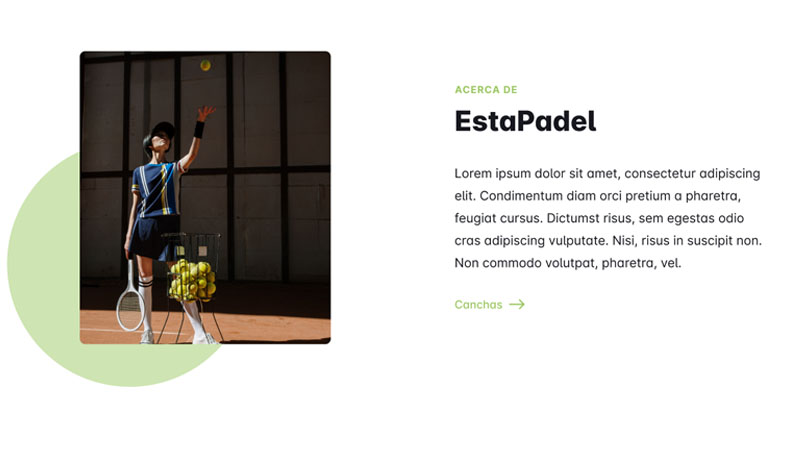 ACERCA DE
EstaPadel
Lorem ipsum dolor sit amet, consectetur adipiscing
elit. Condimentum diam orci pretium a pharetra,
feugiat cursus. Dictumst risus, sem egestas odio
cras adipiscing vulputate. Nisi, risus in suscipit non.
Non commodo volutpat, pharetra, vel.
Canchas →